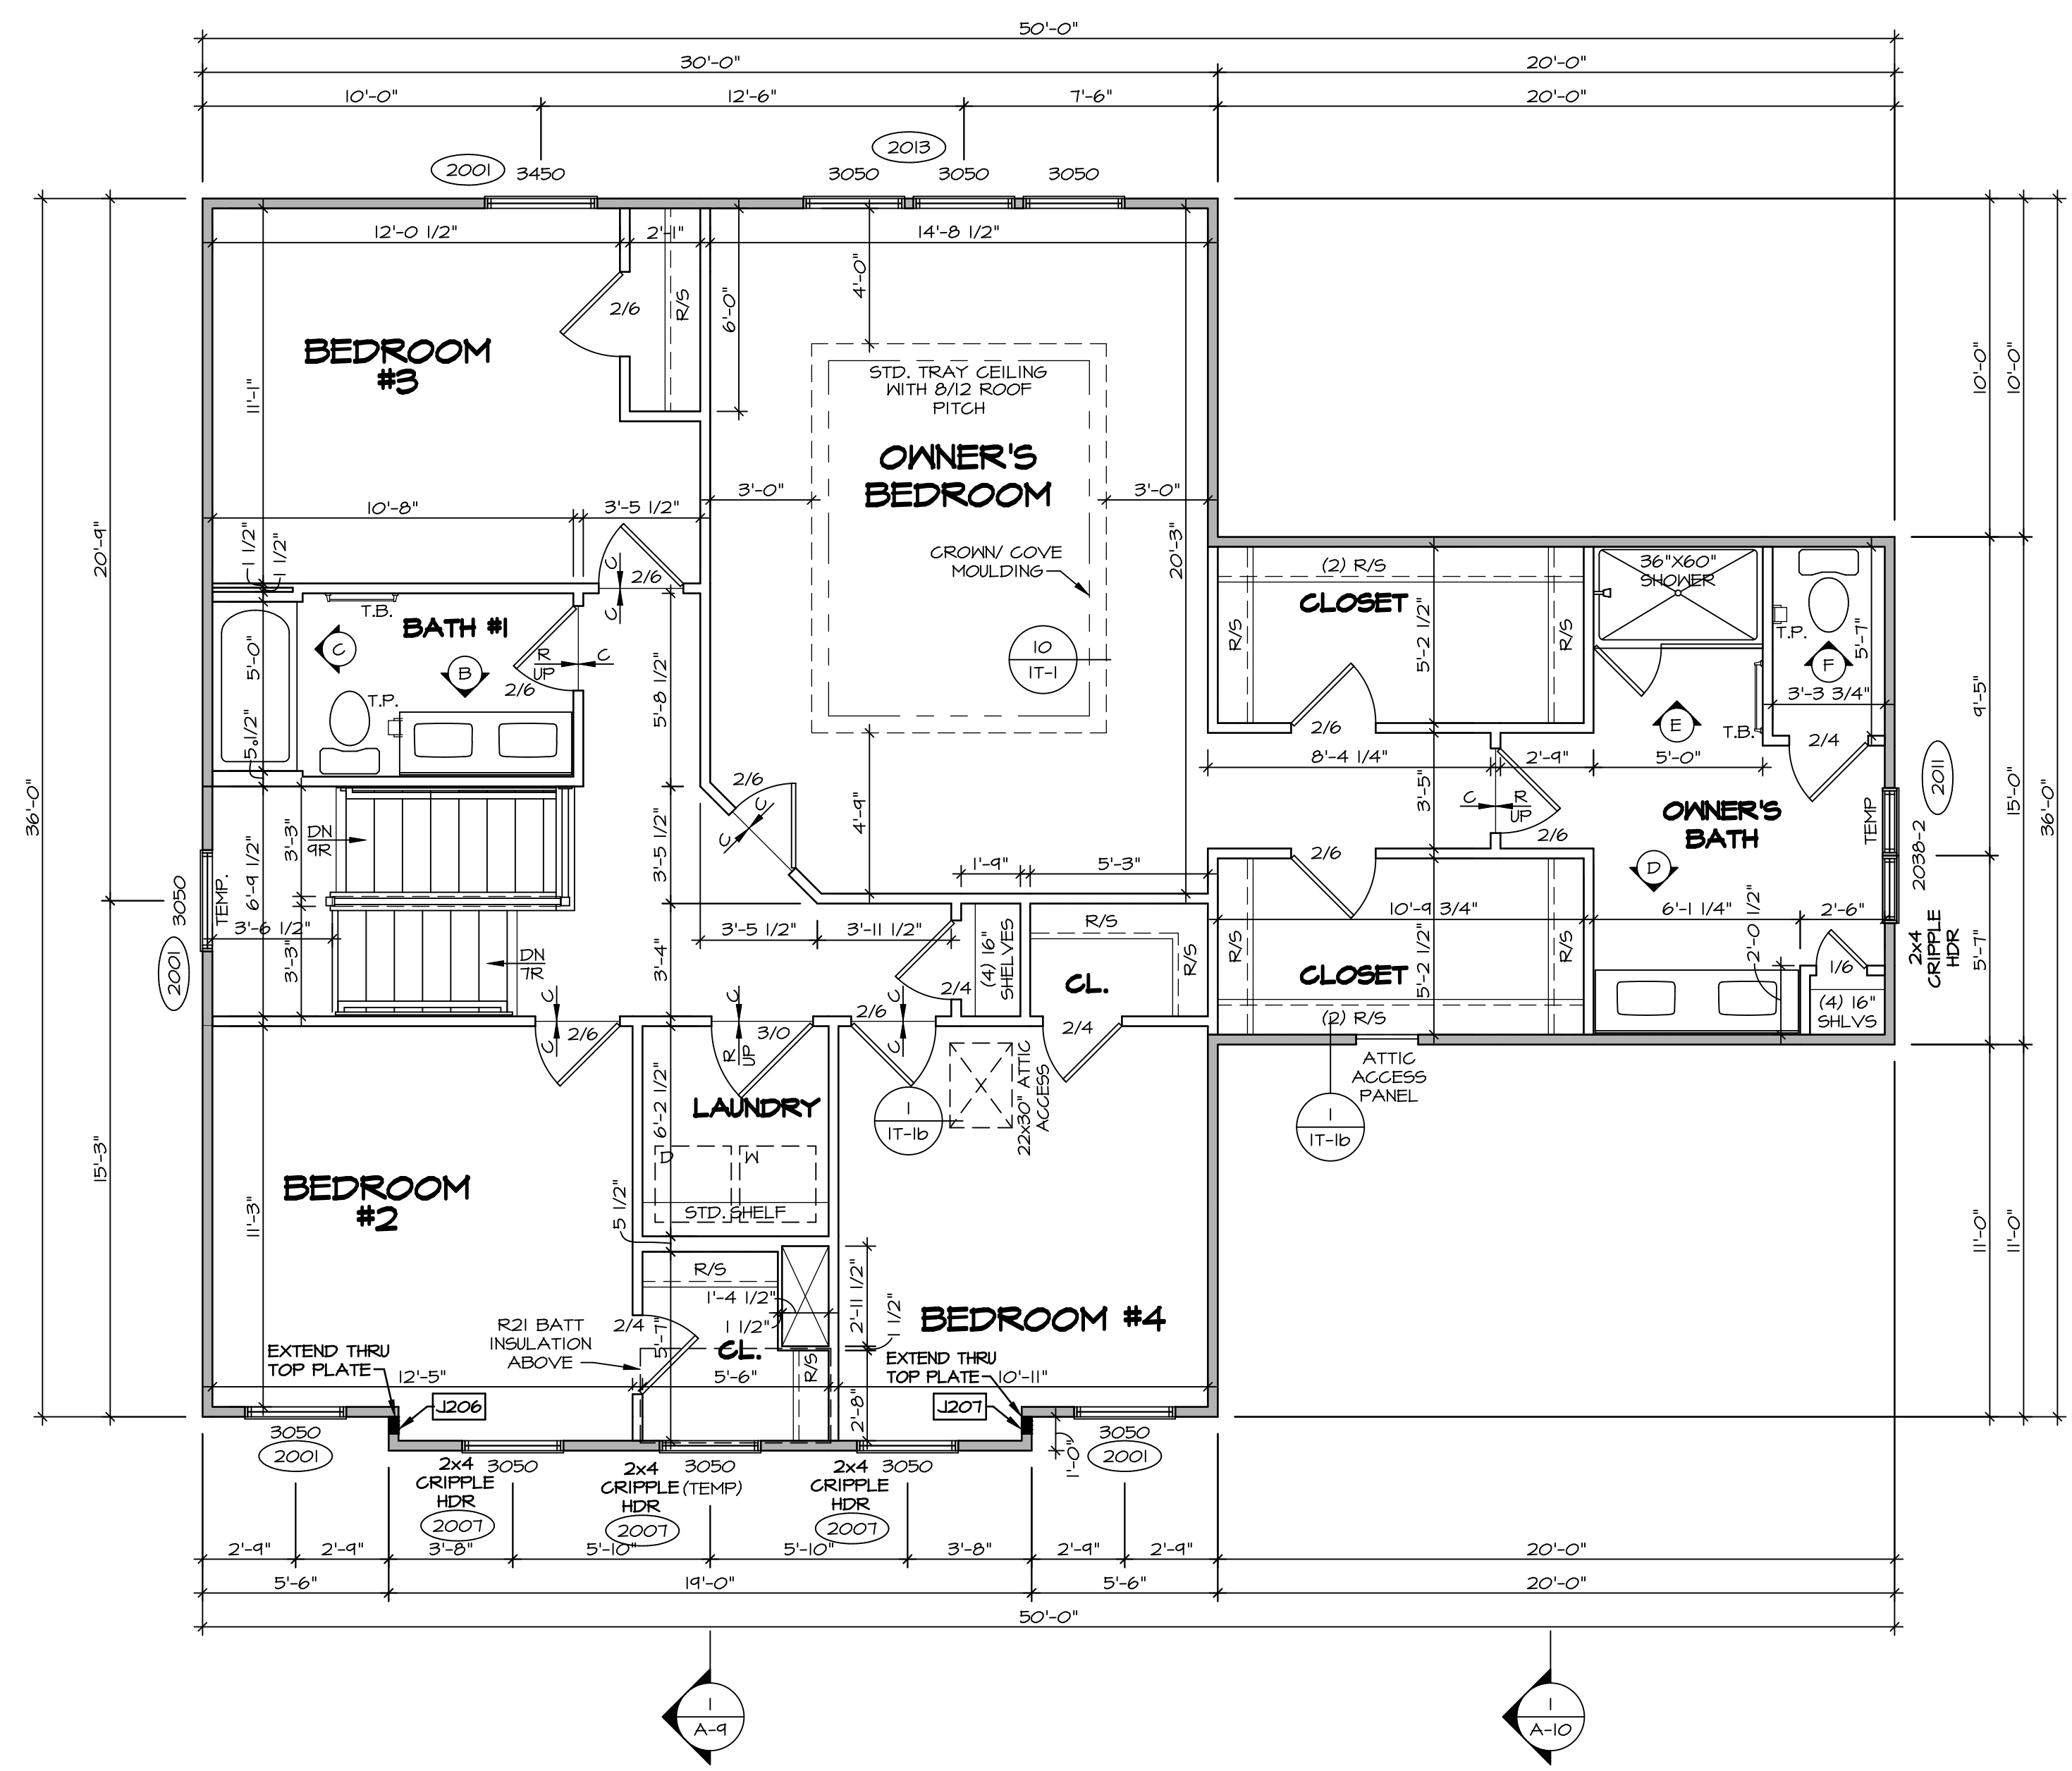 50'-0"
30'-0" 20'-0"
10'-0" 12'-6" 7'-6" 20'-0"
2001 3450 2013
3050 3050 3050
12'-0 1/2" 2'-1" 14'-8 1/2"
4'-0"
6'-0"
2/6 R/S
BEDROOM
#3
11'-1"
STD. TRAY CEILING
WITH 8/12 ROOF
PITCH
OWNER'S
BEDROOM
3'-0" 3'-0"
10'-8" 3'-5 1/2"
20'-9"
20'-3"
10'-0" 10'-0"
36'-0"
1 1/2"
1 1/2"
C
C
2/6
CROWN/ COVE
MOULDING
(2) R/S
CLOSET
R/S
R/S
5'-2 1/2"
36"X60"
SHOWER
T.P.
5'-7"
F
3'-3 3/4"
T.B.
BATH #1
C
B
R
UP
C
2/6
T.P.
5'-0"
5 1/2"
5'-8 1/2"
10
1T-1
E
T.B.
2/4
9'-5"
2/6
8'-4 1/4" 2'-9" 5'-0"
2/6
C
C
4'-9"
3'-5"
C
R
UP
2/6
OWNER'S
BATH
TEMP
2011
2038-2
15'-0"
36'-0"
DN
9R
3'-3"
6'-9 1/2"
3'-5 1/2"
1'-9" 5'-3"
2/6
D
3050
TEMP.
2001
3'-6 1/2"
3'-3"
DN
7R
3'-4"
3'-5 1/2" 3'-11 1/2"
(4) 16"
SHELVES
2/4
R/S
R/S
CL.
2/4
10'-9 3/4" 6'-1 1/4" 2'-6"
R/S
R/S
CLOSET
5'-2 1/2"
(2) R/S
2'-0 1/2"
1/6
(4) 16"
SHLVS
2x4
CRIPPLE
HDR
5'-7"
C
C
2/6
C
R
UP
3/0
2/6
C
C
22x30" ATTIC
ACCESS
ATTIC
ACCESS
PANEL
1
1T-1b
1
1T-1b
LAUNDRY
6'-2 1/2"
D W
STD. SHELF
15'-3"
BEDROOM
#2
11'-3"
5 1/2"
11'-0" 11'-0"
R/S
1'-4 1/2"
1 1/2"
2'-11 1/2"
1 1/2"
BEDROOM #4
R21 BATT
INSULATION
ABOVE
2/4
5'-7"
CL.
R/S
2'-8"
EXTEND THRU
TOP PLATE
EXTEND THRU
TOP PLATE
12'-5" 5'-6" 10'-11"
J206 J207
1'-0"
3050
2001
2x4
CRIPPLE
HDR
3050
2007
2x4
CRIPPLE
HDR
3050
(TEMP)
2007
2x4
CRIPPLE
HDR
3050
2007
3050
2001
2'-9" 2'-9" 3'-8" 5'-10" 5'-10" 3'-8" 2'-9" 2'-9" 20'-0"
5'-6" 19'-0" 5'-6" 20'-0"
50'-0"
1
A-9
1
A-10